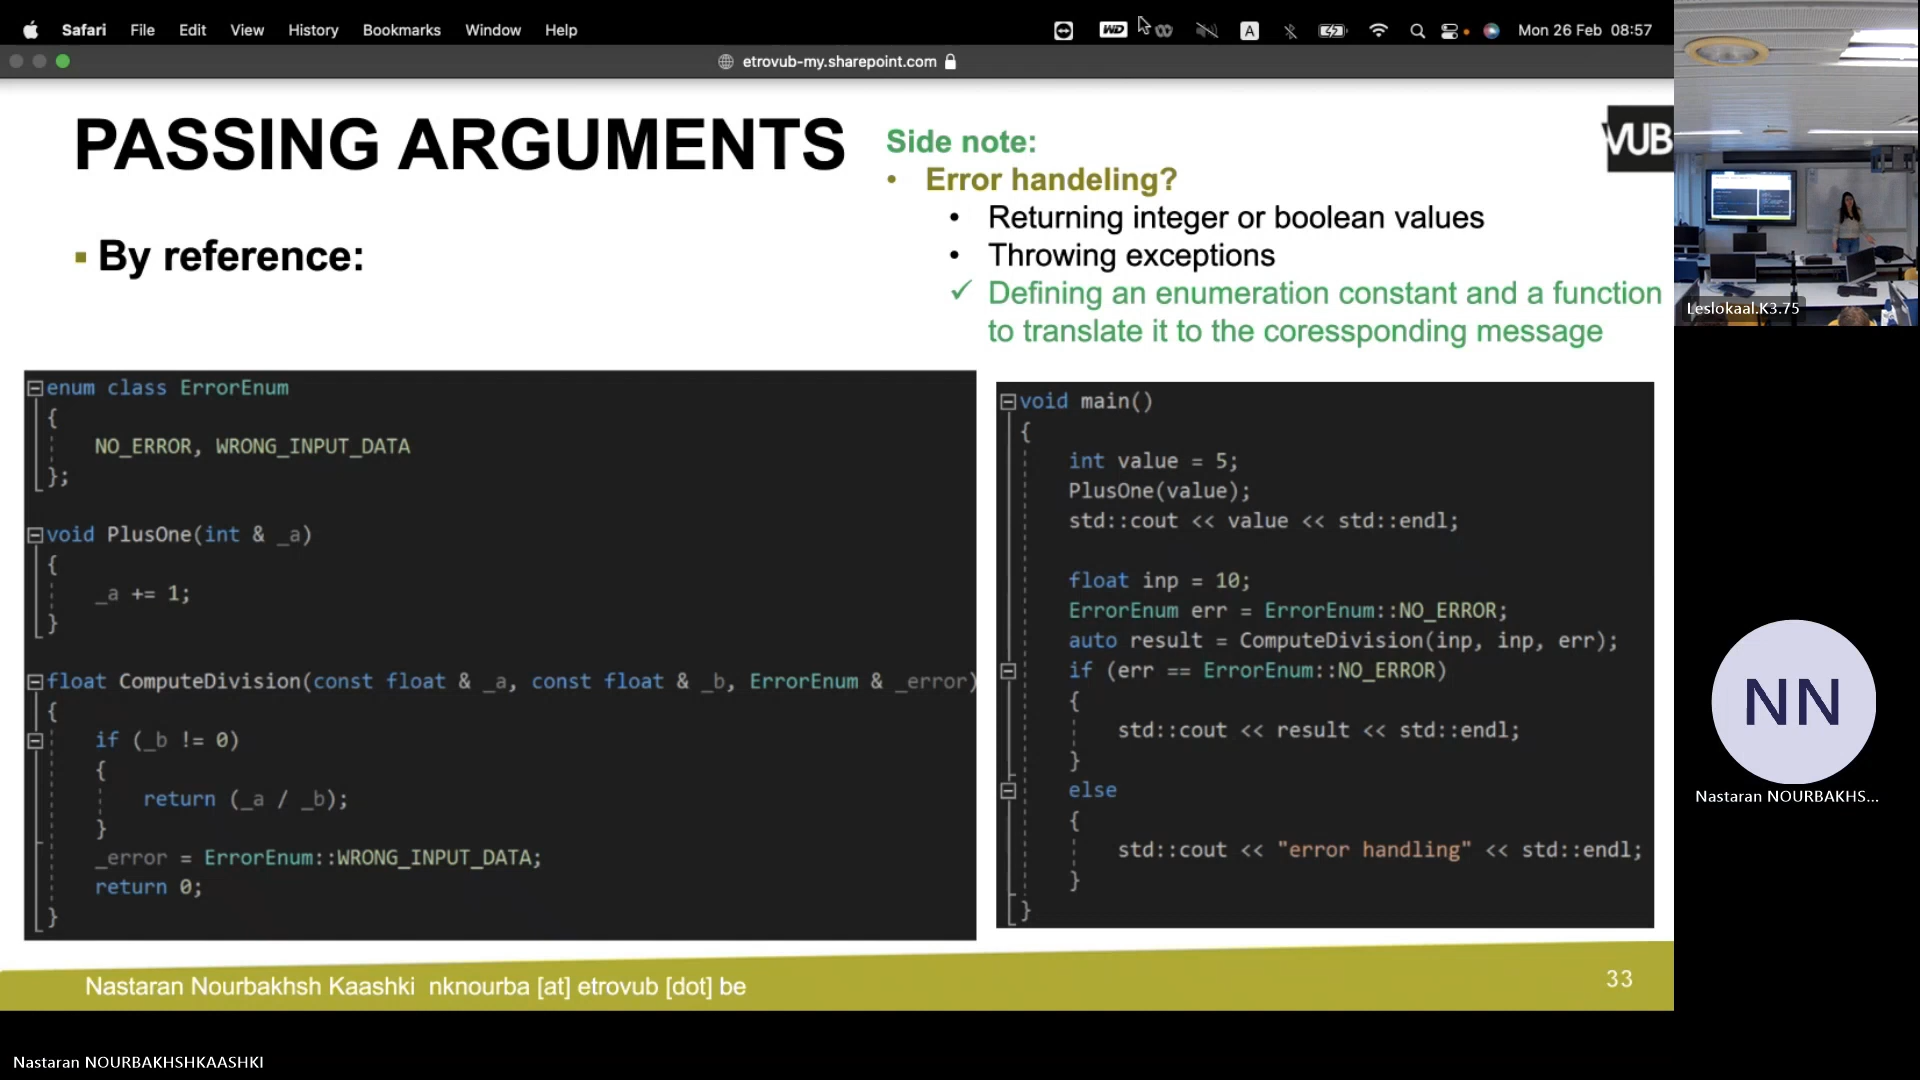 Safari File Edit View History Bookmarks Window Help
WD A Mon 26 Feb 08:57
etrovub-my.sharepoint.com
PASSING ARGUMENTS
VUB
Side note:
• Error handeling?
• Returning integer or boolean values
• Throwing exceptions
✓ Defining an enumeration constant and a function
to translate it to the coressponding message
▪ By reference:
enum class ErrorEnum
{
NO_ERROR, WRONG_INPUT_DATA
};
void PlusOne(int & _a)
{
_a += 1;
}
float ComputeDivision(const float & _a, const float & _b, ErrorEnum & _error)
{
if (_b != 0)
{
return (_a / _b);
}
_error = ErrorEnum::WRONG_INPUT_DATA;
return 0;
}
void main()
{
int value = 5;
PlusOne(value);
std::cout << value << std::endl;
float inp = 10;
ErrorEnum err = ErrorEnum::NO_ERROR;
auto result = ComputeDivision(inp, inp, err);
if (err == ErrorEnum::NO_ERROR)
{
std::cout << result << std::endl;
}
else
{
std::cout << "error handling" << std::endl;
}
}
Nastaran Nourbakhsh Kaashki nknourba [at] etrovub [dot] be
33
Leslokaal.K3.75
NN
Nastaran NOURBAKHS...
Nastaran NOURBAKHSHKAASHKI